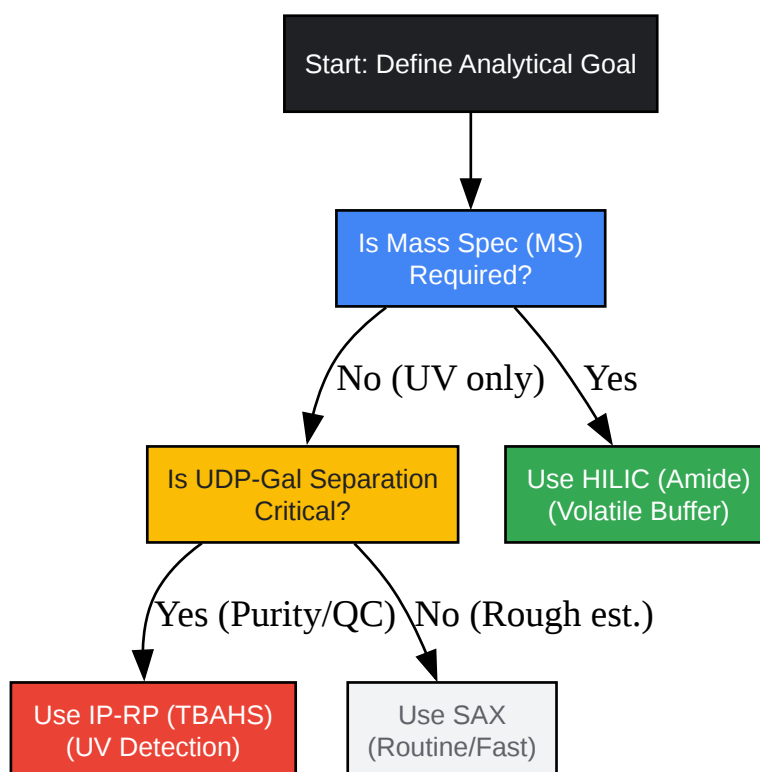 Start: Define Analytical Goal
Is Mass Spec (MS)
Required?
No (UV only)
Yes
Is UDP-Gal Separation
Critical?
Use HILIC (Amide)
(Volatile Buffer)
Yes (Purity/QC)
No (Rough est.)
Use IP-RP (TBAHS)
(UV Detection)
Use SAX
(Routine/Fast)